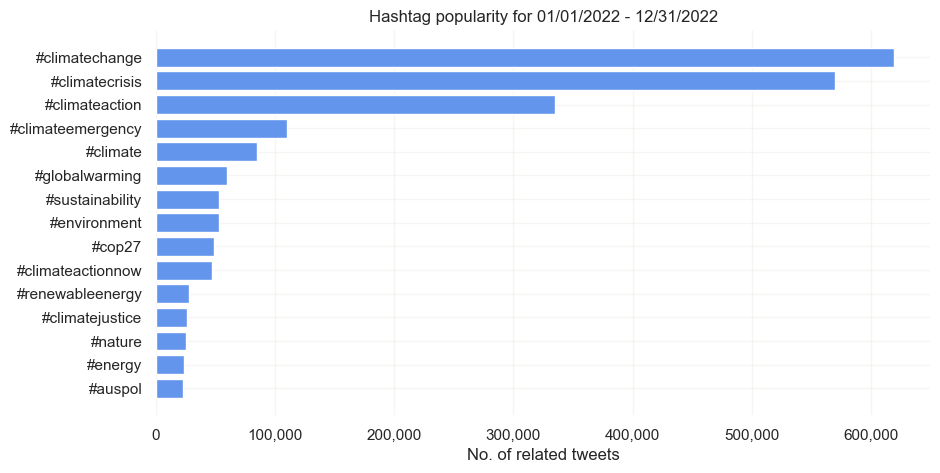 Hashtag popularity for 01/01/2022 - 12/31/2022
#climatechange
#climatecrisis
#climateaction
#climateemergency
#climate
#globalwarming
#sustainability
#environment
#cop27
#climateactionnow
#renewableenergy
#climatejustice
#nature
#energy
#auspol
0 100,000 200,000 300,000 400,000 500,000 600,000
No. of related tweets